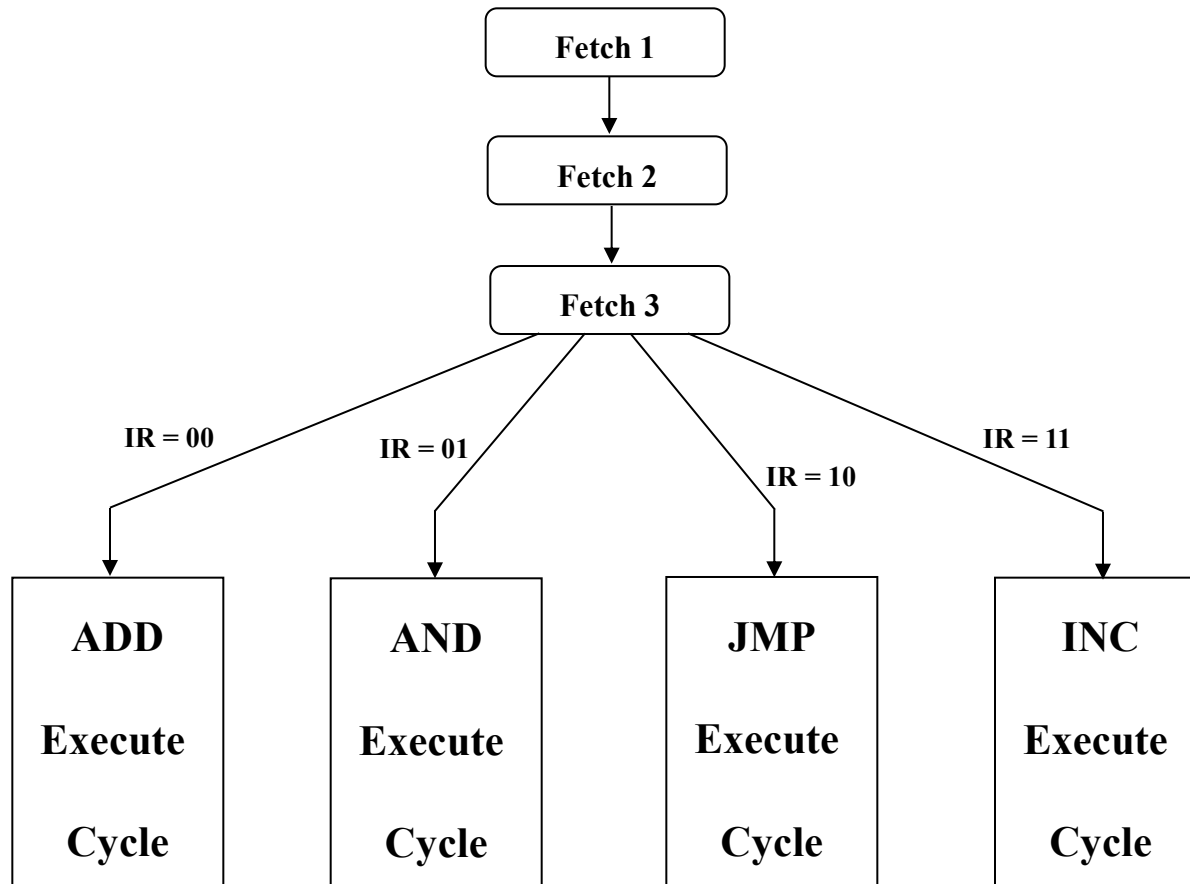 Fetch 1
Fetch 2
Fetch 3
IR = 00
IR = 01
IR = 10
IR = 11
ADD
Execute
Cycle
AND
Execute
Cycle
JMP
Execute
Cycle
INC
Execute
Cycle